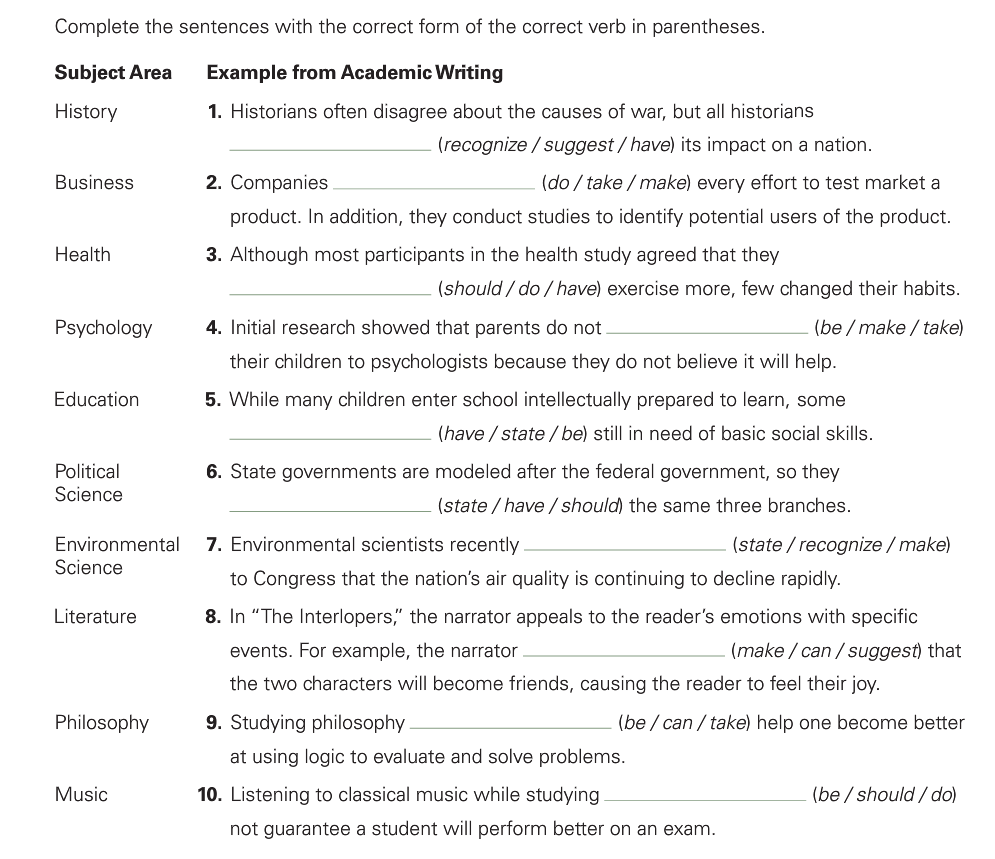 Complete the sentences with the correct form of the correct verb in parentheses.
Subject Area Example from Academic Writing
History 1. Historians often disagree about the causes of war, but all historians
(recognize / suggest / have) its impact on a nation.
Business 2. Companies (do / take / make) every effort to test market a
product. In addition, they conduct studies to identify potential users of the product.
Health 3. Although most participants in the health study agreed that they
(should / do / have) exercise more, few changed their habits.
Psychology 4. Initial research showed that parents do not (be / make / take)
their children to psychologists because they do not believe it will help.
Education 5. While many children enter school intellectually prepared to learn, some
(have / state / be) still in need of basic social skills.
Political 6. State governments are modeled after the federal government, so they
Science
(state / have / should) the same three branches.
Environmental 7. Environmental scientists recently (state / recognize / make)
Science
to Congress that the nation's air quality is continuing to decline rapidly.
Literature 8. In “The Interlopers,” the narrator appeals to the reader's emotions with specific
events. For example, the narrator (make / can / suggest) that
the two characters will become friends, causing the reader to feel their joy.
Philosophy 9. Studying philosophy (be / can / take) help one become better
at using logic to evaluate and solve problems.
Music 10. Listening to classical music while studying (be / should / do)
not guarantee a student will perform better on an exam.